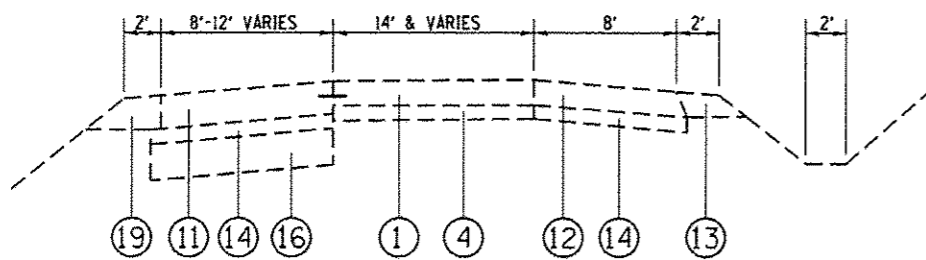 2' 8'-12' VARIES 14' & VARIES 8' 2' 2'
19 11 14 16 1 4 12 14 13